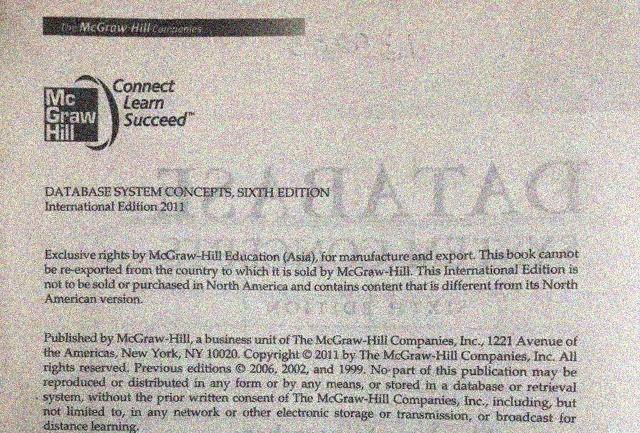 The McGraw-Hill Companies
Mc
Graw
Hill
Connect
Learn
Succeed™
DATABASE SYSTEM CONCEPTS, SIXTH EDITION
International Edition 2011
Exclusive rights by McGraw-Hill Education (Asia), for manufacture and export. This book cannot
be re-exported from the country to which it is sold by McGraw-Hill. This International Edition is
not to be sold or purchased in North America and contains content that is different from its North
American version.
Published by McGraw-Hill, a business unit of The McGraw-Hill Companies, Inc., 1221 Avenue of
the Americas, New York, NY 10020. Copyright © 2011 by The McGraw-Hill Companies, Inc. All
rights reserved. Previous editions © 2006, 2002, and 1999. No part of this publication may be
reproduced or distributed in any form or by any means, or stored in a database or retrieval
system, without the prior written consent of The McGraw-Hill Companies, Inc., including, but
not limited to, in any network or other electronic storage or transmission, or broadcast for
distance learning.